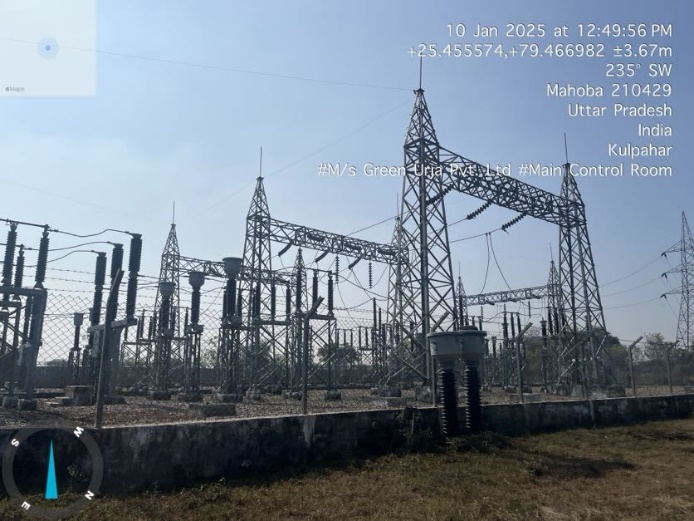 10 Jan 2025 at 12:49:56 PM
+25.455574,+79.466982 ±3.67m
235° SW
Mahoba 210429
Uttar Pradesh
India
Kulpahar
#M/s Green Urja Pvt. Ltd #Main Control Room
Maps
S
W
N
E